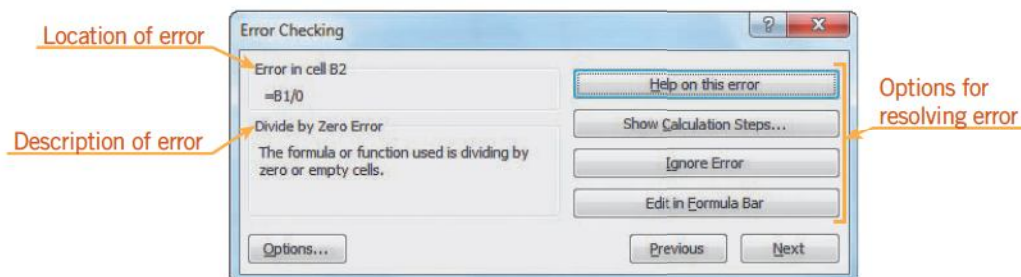 Location of error
Error Checking
?
X
Error in cell B2
=B1/0
Help on this error
Options for
resolving error
Description of error
Divide by Zero Error
The formula or function used is dividing by
zero or empty cells.
Show Calculation Steps...
Ignore Error
Edit in Formula Bar
Options...
Previous
Next